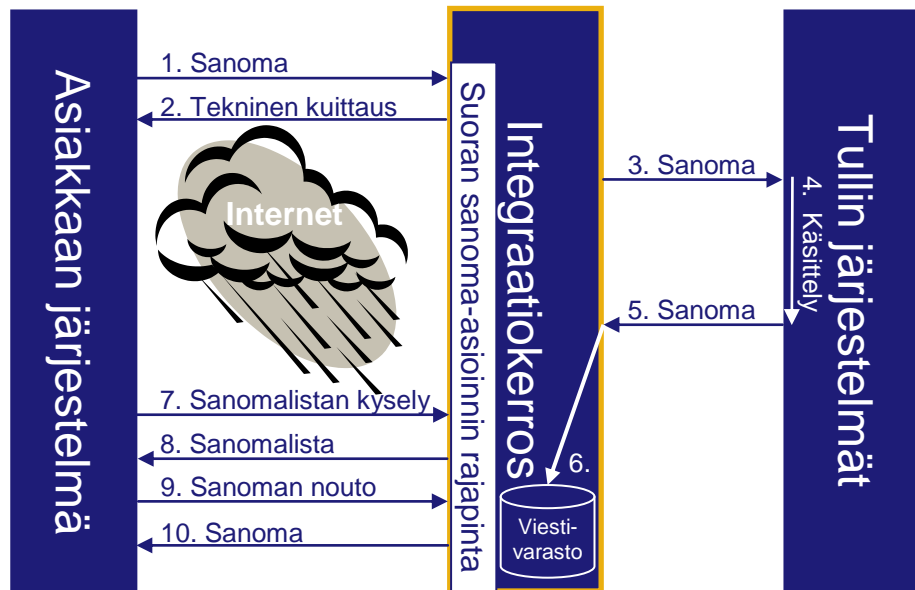 Asiakkaan järjestelmä
1. Sanoma
2. Tekninen kuittaus
Internet
7. Sanomalistan kysely
8. Sanomalista
9. Sanoman nouto
10. Sanoma
Suoran sanoma-asioinnin rajapinta
Integraatiokerros
6.
Viesti-
varasto
3. Sanoma
4. Käsittely
5. Sanoma
Tullin järjestelmät